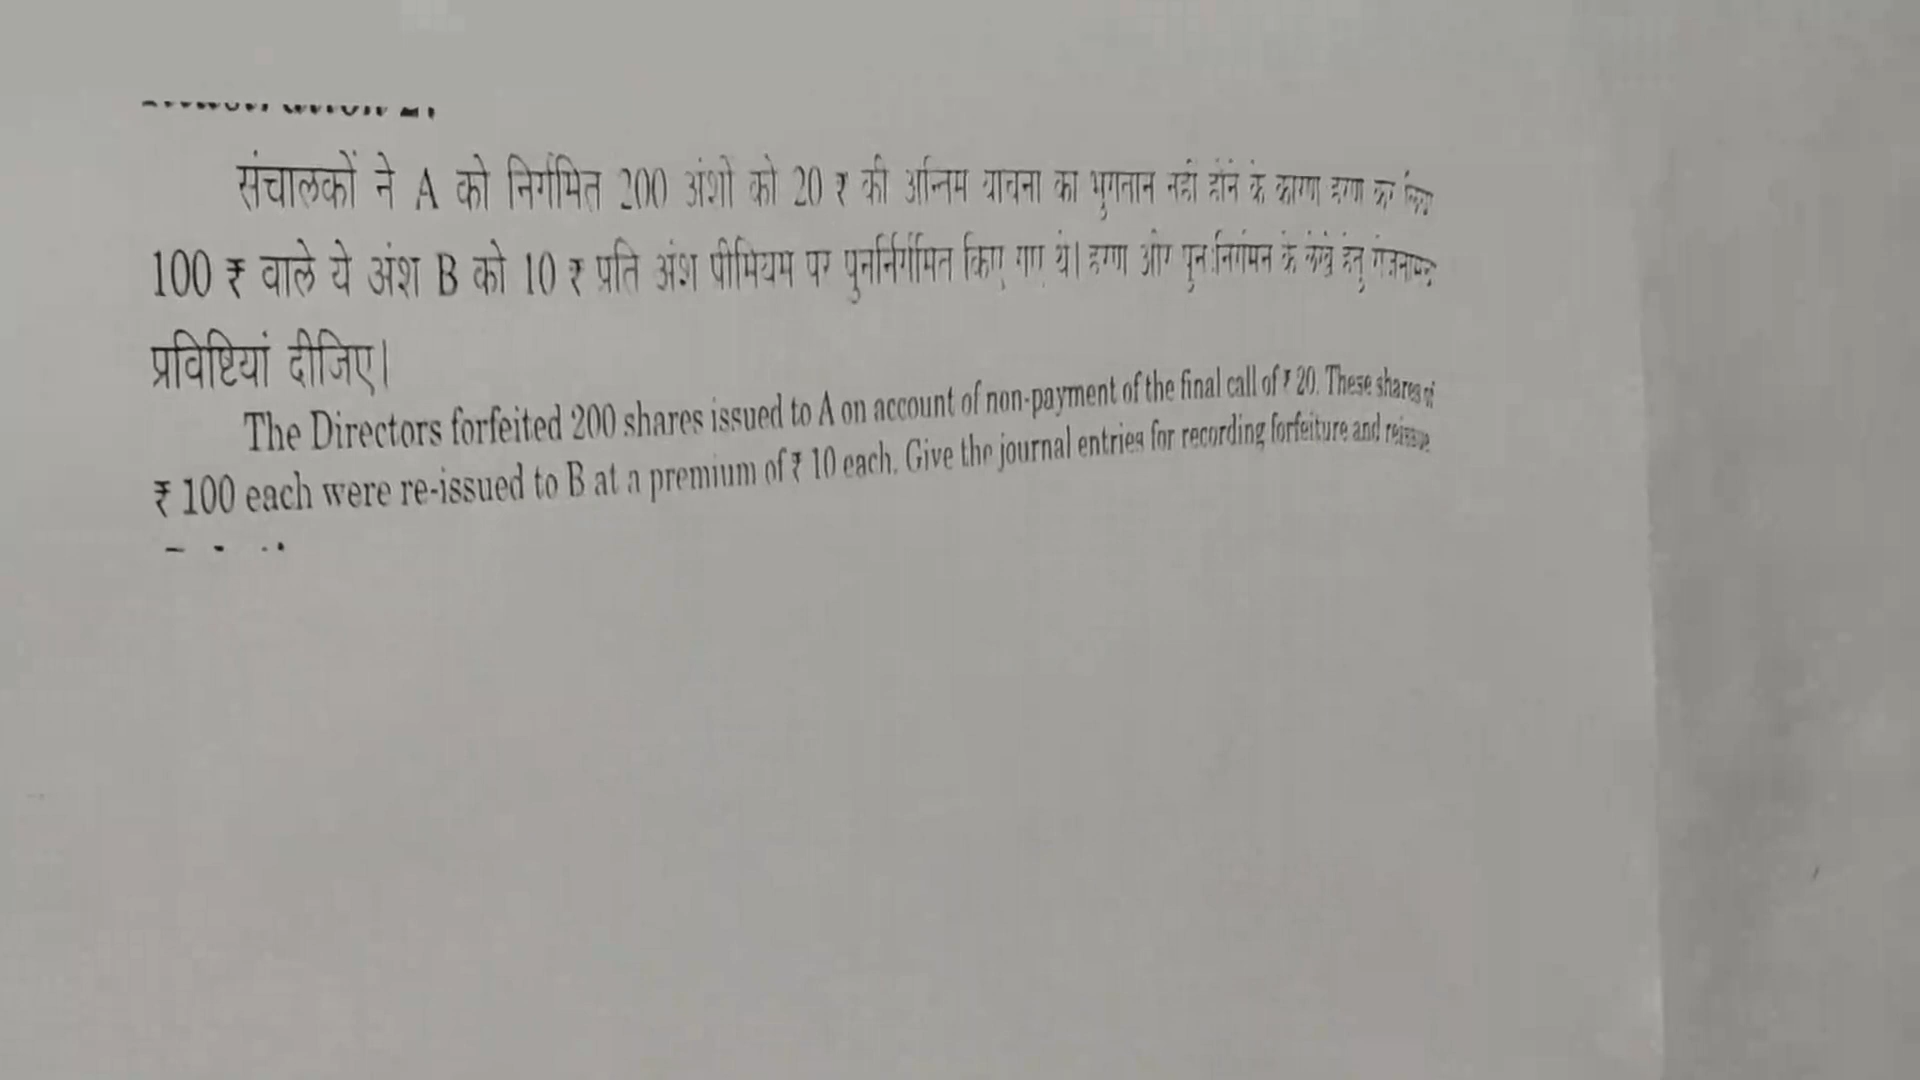 संचालकों ने A को निर्गमित 200 अंशों को 20 ₹ की अन्तिम याचना का भुगतान नहीं होने के कारण हरण कर लिया
100 ₹ वाले ये अंश B को 10 ₹ प्रति अंश प्रीमियम पर पुनर्निर्गमित किए गए थे। हरण और पुन:निर्गमन के लेखे हेतु
प्रविष्टियां दीजिए।
The Directors forfeited 200 shares issued to A on account of non-payment of the final call of ₹ 20. These shares of
₹ 100 each were re-issued to B at a premium of ₹ 10 each. Give the journal entries for recording forfeiture and reissue